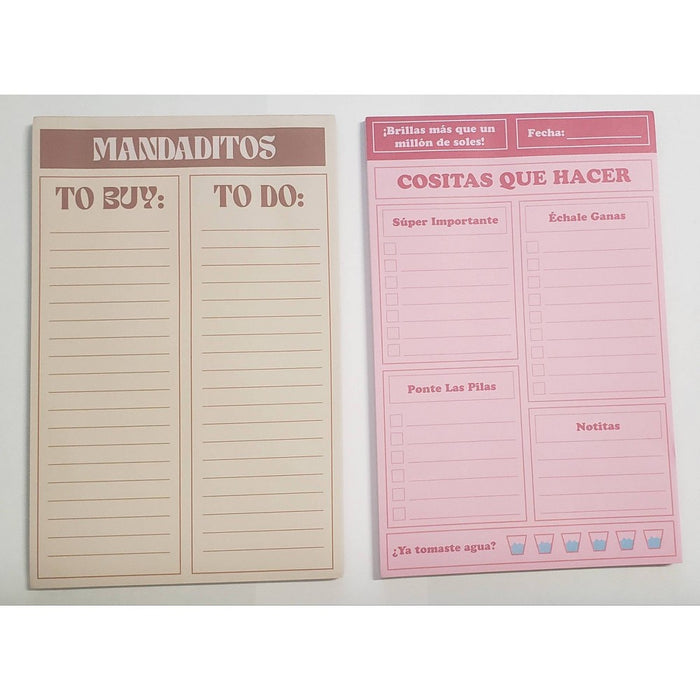 MANDADITOS
TO BUY:
TO DO:
¡Brillas más que un
millón de soles!
Fecha:
COSITAS QUE HACER
Súper Importante
Échale Ganas
Ponte Las Pilas
Notitas
¿Ya tomaste agua?